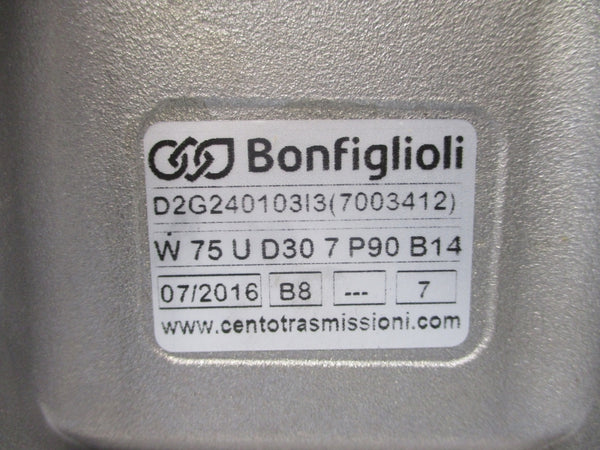 Bonfiglioli
D2G240103I3(7003412)
W 75 U D30 7 P90 B14
07/2016 B8 --- 7
www.centotrasmissioni.com